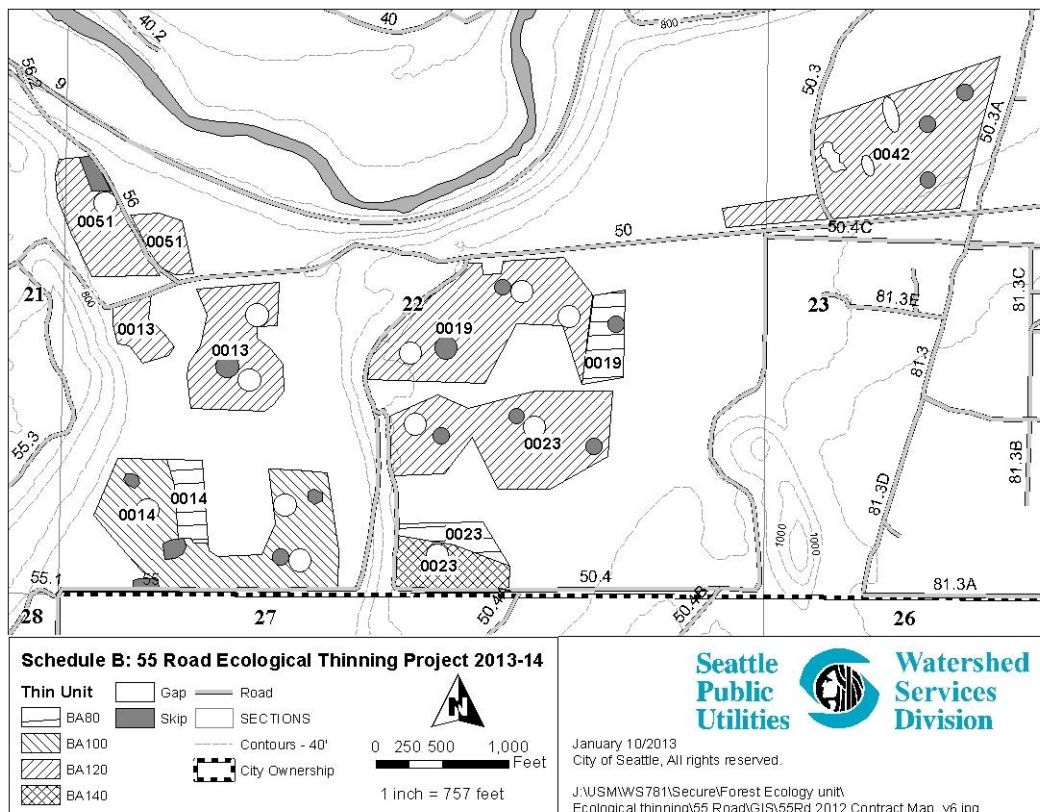 40
40.2
800
56.2
9
50.3
50.3A
0042
56
0051
0051
50
50.4C
21
800
22
23
81.3E
81.3C
0013
0013
0019
0019
81.3
55.3
0023
81.3B
0014
0014
81.3D
1000
1000
0023
0023
55.1
55
50.4
81.3A
28
27
50.4A
50.4B
26
Schedule B: 55 Road Ecological Thinning Project 2013-14
Thin Unit
BA80
BA100
BA120
BA140
Gap
Skip
Road
SECTIONS
Contours - 40'
City Ownership
N
0 250 500 1,000
Feet
1 inch = 757 feet
Seattle
Public
Utilities
Watershed
Services
Division
January 10/2013
City of Seattle, All rights reserved.
J:\USM\WS781\Secure\Forest Ecology unit\
Ecological thinning\55 Road\GIS\55Rd 2012 Contract Map_v6.jpg